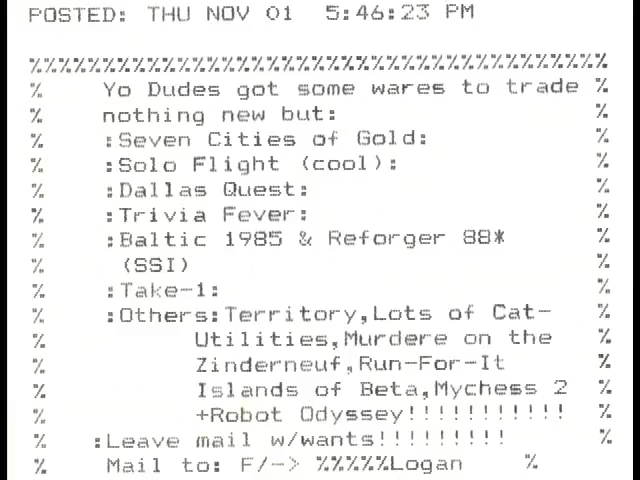 POSTED: THU NOV 01  5:46:23 PM
%%%%%%%%%%%%%%%%%%%%%%%%%%%%%%%%%%%%%%%
%    Yo Dudes got some wares to trade %
%    nothing new but:                 %
%    :Seven Cities of Gold:           %
%    :Solo Flight (cool):             %
%    :Dallas Quest:                   %
%    :Trivia Fever:                   %
%    :Baltic 1985 & Reforger 88*      %
%     (SSI)                           %
%    :Take-1:                         %
%    :Others:Territory,Lots of Cat-   %
%          Utilities,Murdere on the   %
%          Zinderneuf,Run-For-It      %
%          Islands of Beta,Mychess 2  %
%          +Robot Odyssey!!!!!!!!!!!  %
%   :Leave mail w/wants!!!!!!!!!      %
%    Mail to: F/-> %%%%%Logan    %